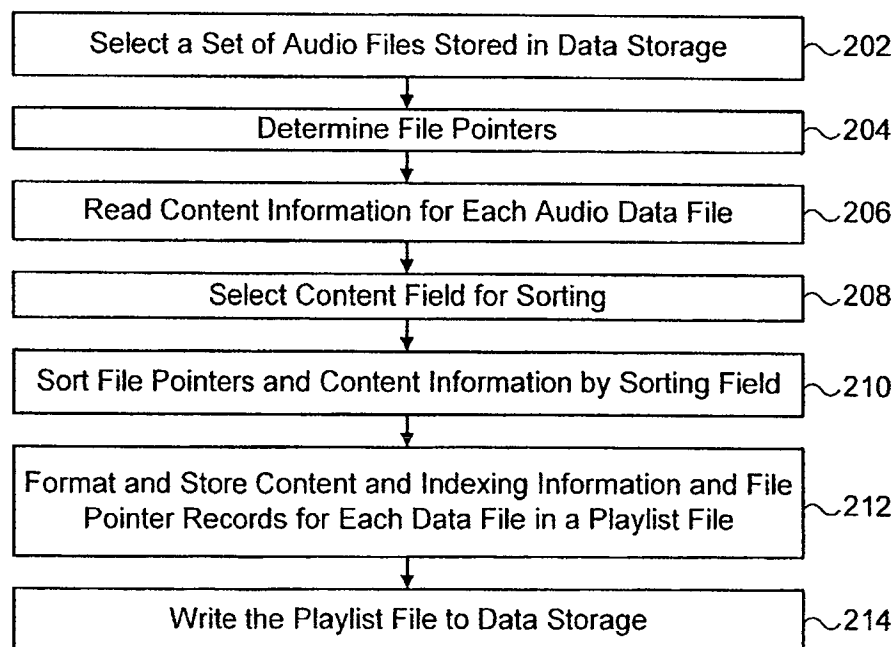 Select a Set of Audio Files Stored in Data Storage 202
Determine File Pointers 204
Read Content Information for Each Audio Data File 206
Select Content Field for Sorting 208
Sort File Pointers and Content Information by Sorting Field 210
Format and Store Content and Indexing Information and File
Pointer Records for Each Data File in a Playlist File 212
Write the Playlist File to Data Storage 214